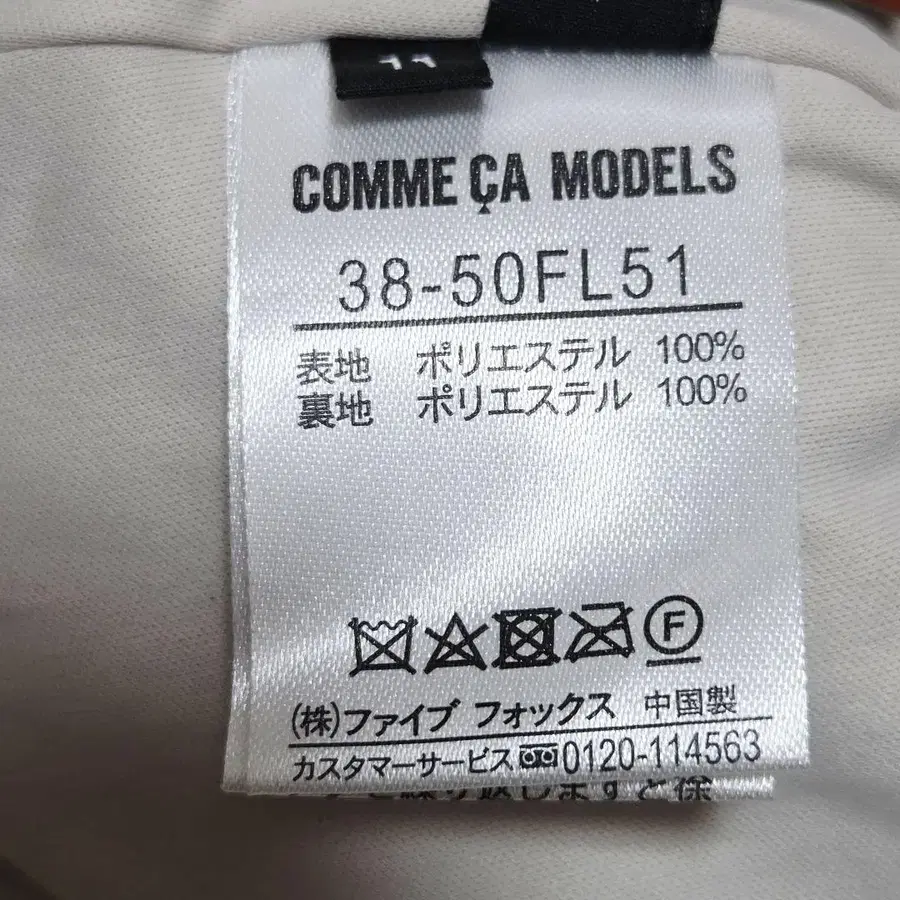 11
COMME ÇA MODELS
38-50FL51
表地 ポリエステル 100%
裏地 ポリエステル 100%
F
(株)ファイブ フォックス 中国製
カスタマーサービス 0120-114563